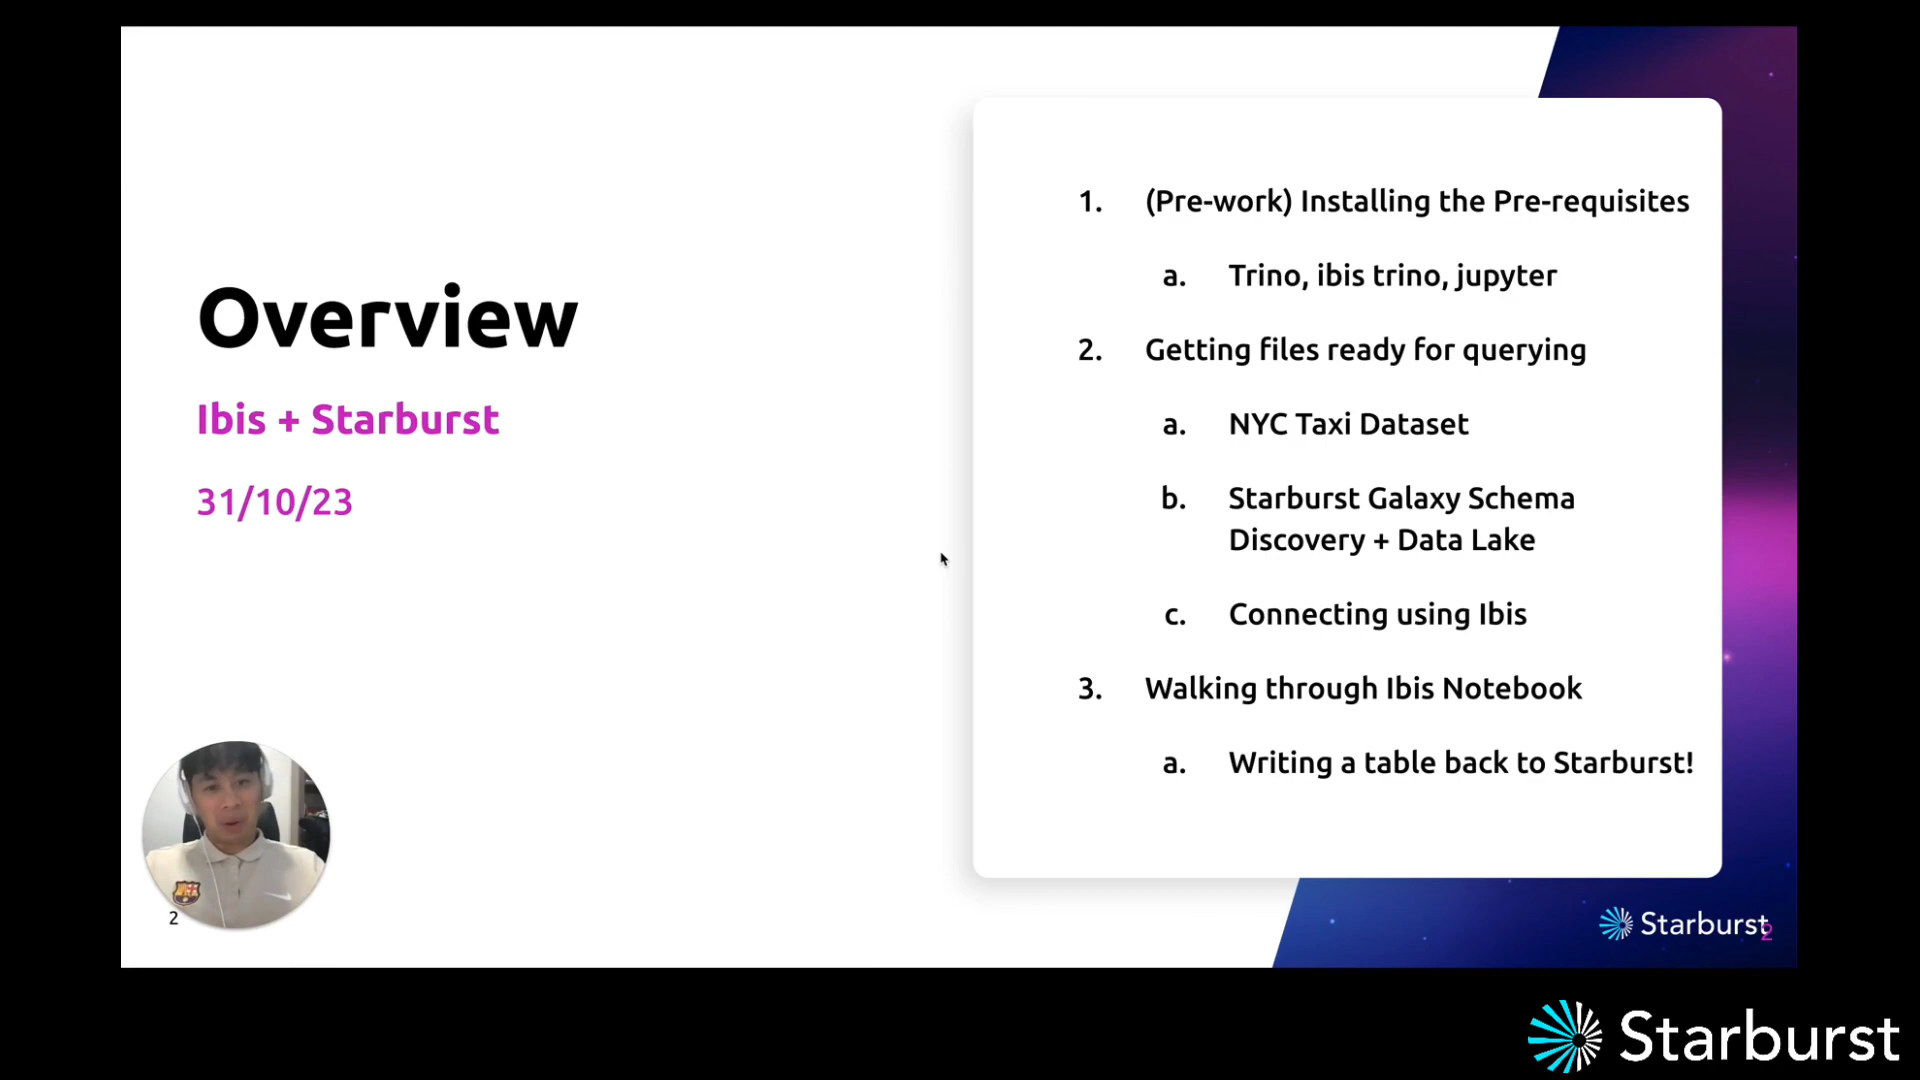 Overview
Ibis + Starburst
31/10/23
1. (Pre-work) Installing the Pre-requisites
a. Trino, ibis trino, jupyter
2. Getting files ready for querying
a. NYC Taxi Dataset
b. Starburst Galaxy Schema
Discovery + Data Lake
c. Connecting using Ibis
3. Walking through Ibis Notebook
a. Writing a table back to Starburst!
2
Starburst
2
Starburst